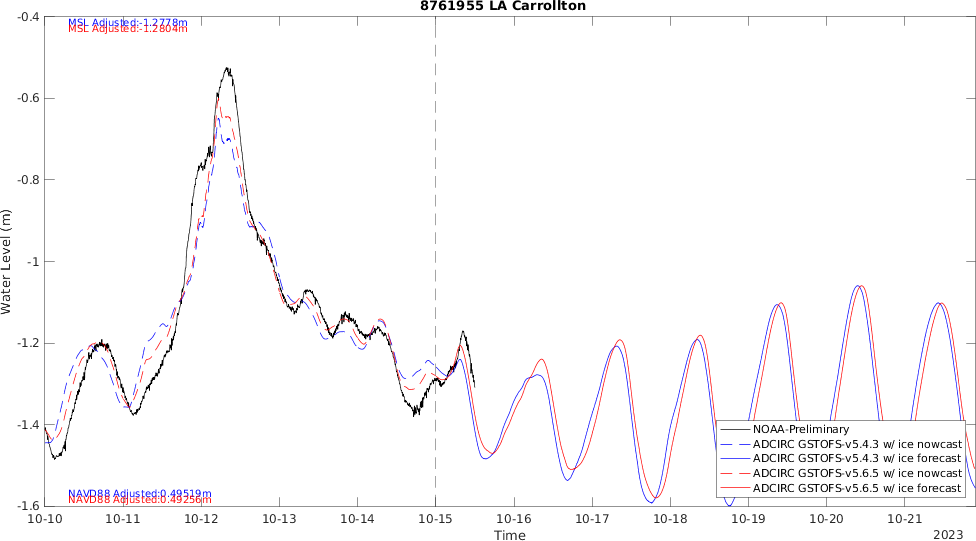 8761955 LA Carrollton
-0.4
MSL Adjusted:-1.2778m
MSL Adjusted:-1.2804m
-0.6
-0.8
-1
Water Level (m)
-1.2
-1.4
NOAA-Preliminary
ADCIRC GSTOFS-v5.4.3 w/ ice nowcast
ADCIRC GSTOFS-v5.4.3 w/ ice forecast
ADCIRC GSTOFS-v5.6.5 w/ ice nowcast
ADCIRC GSTOFS-v5.6.5 w/ ice forecast
NAVD88 Adjusted:0.49519m
NAVD88 Adjusted:0.49256m
-1.6
10-10 10-11 10-12 10-13 10-14 10-15 10-16 10-17 10-18 10-19 10-20 10-21
Time
2023